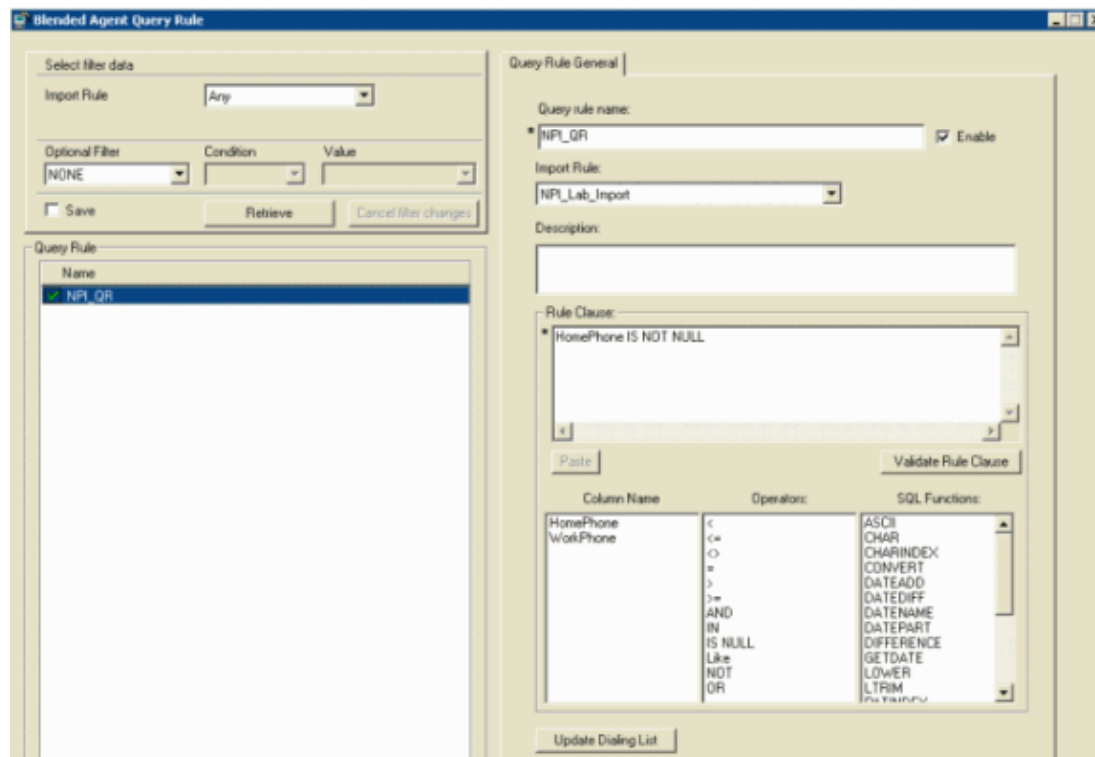 Blended Agent Query Rule
Select filter data
Import Rule
Any
Optional Filter
Condition
Value
NONE
Save
Retrieve
Cancel filter changes
Query Rule
Name
NPI_QR
Query Rule General
Query rule name:
* NPI_QR
Enable
Import Rule:
NPI_Lab_Import
Description:
Rule Clause:
* HomePhone IS NOT NULL
Paste
Validate Rule Clause
Column Name
HomePhone
WorkPhone
Operators:
<
<=
<>
=
>
>=
AND
IN
IS NULL
Like
NOT
OR
SQL Functions:
ASCII
CHAR
CHARINDEX
CONVERT
DATEADD
DATEDIFF
DATENAME
DATEPART
DIFFERENCE
GETDATE
LOWER
LTRIM
Update Dialing List